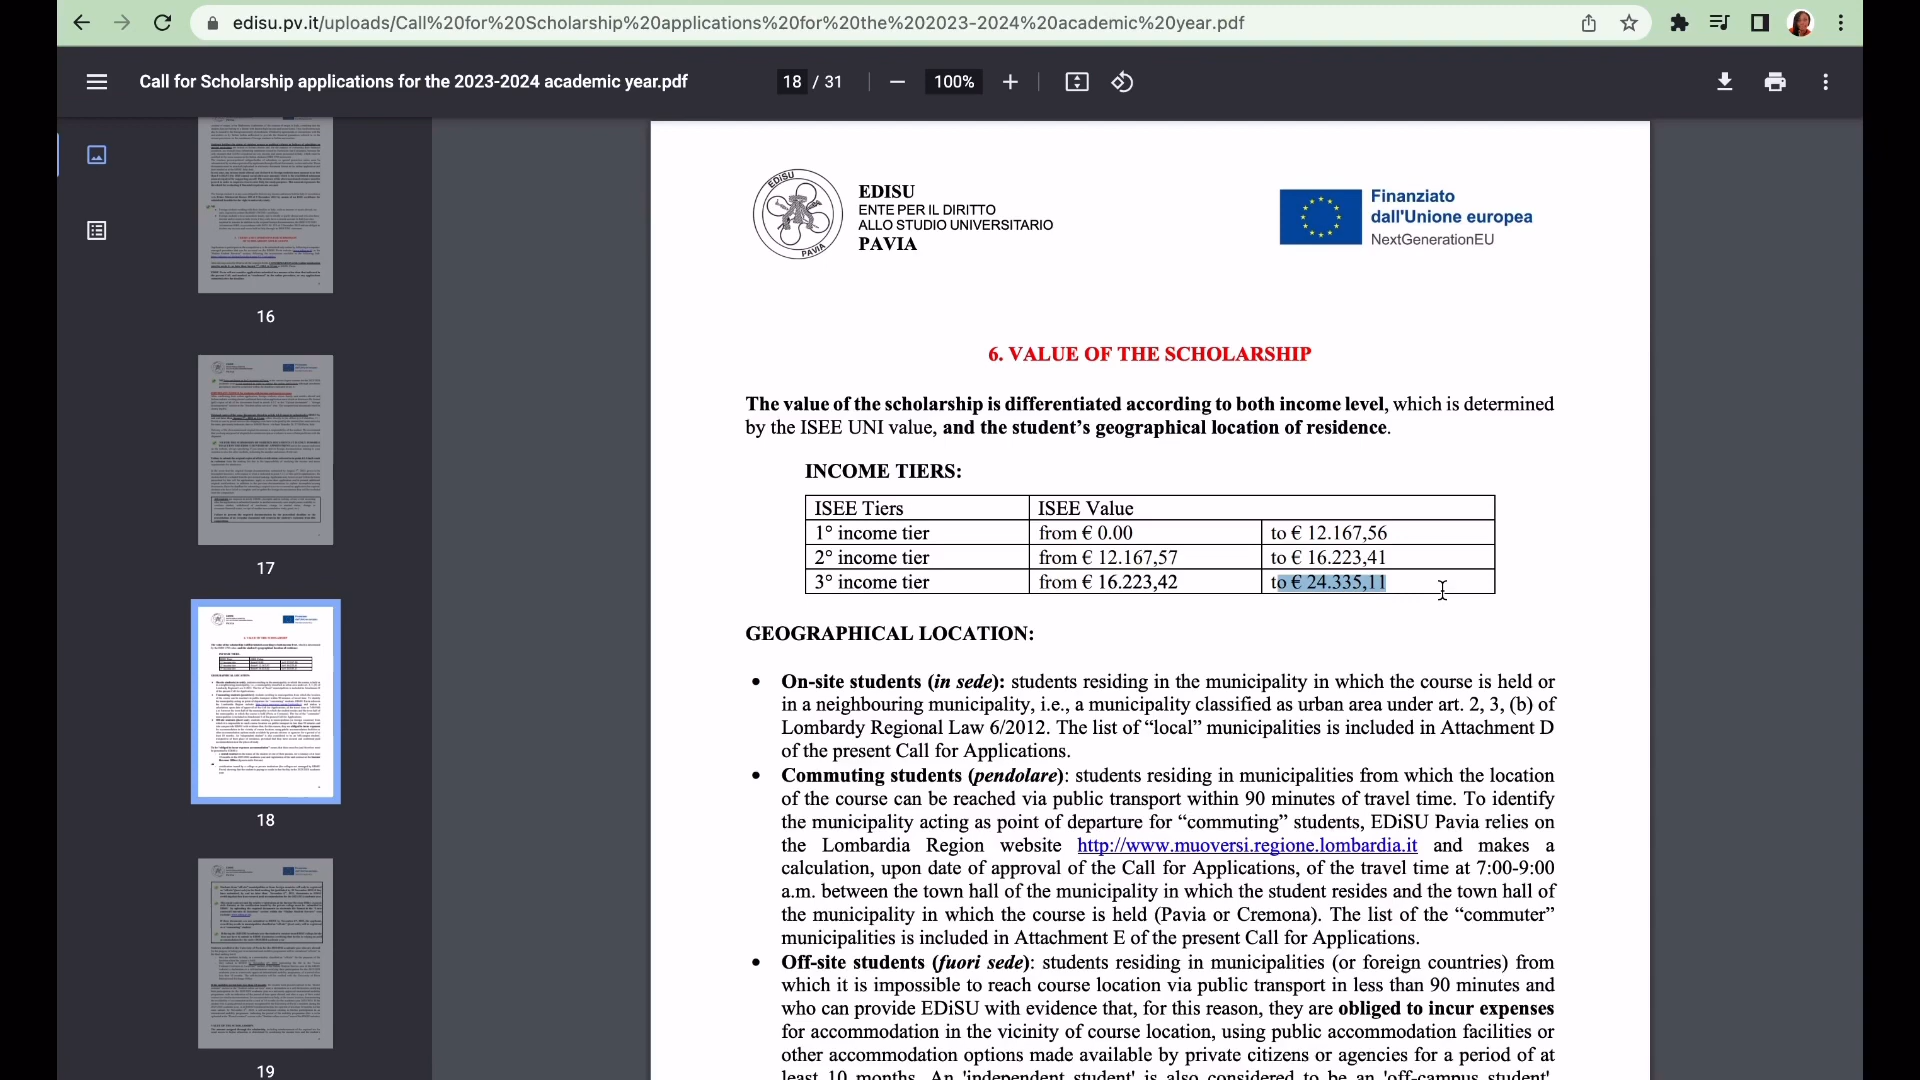 edisu.pv.it/uploads/Call%20for%20Scholarship%20applications%20for%20the%202023-2024%20academic%20year.pdf
Call for Scholarship applications for the 2023-2024 academic year.pdf
18 / 31
100%
16
17
18
19
EDISU
PAVIA
EDISU
ENTE PER IL DIRITTO
ALLO STUDIO UNIVERSITARIO
PAVIA
Finanziato
dall'Unione europea
NextGenerationEU
6. VALUE OF THE SCHOLARSHIP
The value of the scholarship is differentiated according to both income level, which is determined
by the ISEE UNI value, and the student’s geographical location of residence.
INCOME TIERS:
ISEE Tiers ISEE Value
1° income tier from € 0.00 to € 12.167,56
2° income tier from € 12.167,57 to € 16.223,41
3° income tier from € 16.223,42 to € 24.335,11
GEOGRAPHICAL LOCATION:
• On-site students (in sede): students residing in the municipality in which the course is held or
in a neighbouring municipality, i.e., a municipality classified as urban area under art. 2, 3, (b) of
Lombardy Regional Law 6/2012. The list of “local” municipalities is included in Attachment D
of the present Call for Applications.
• Commuting students (pendolare): students residing in municipalities from which the location
of the course can be reached via public transport within 90 minutes of travel time. To identify
the municipality acting as point of departure for “commuting” students, EDiSU Pavia relies on
the Lombardia Region website http://www.muoversi.regione.lombardia.it and makes a
calculation, upon date of approval of the Call for Applications, of the travel time at 7:00-9:00
a.m. between the town hall of the municipality in which the student resides and the town hall of
the municipality in which the course is held (Pavia or Cremona). The list of the “commuter”
municipalities is included in Attachment E of the present Call for Applications.
• Off-site students (fuori sede): students residing in municipalities (or foreign countries) from
which it is impossible to reach course location via public transport in less than 90 minutes and
who can provide EDiSU with evidence that, for this reason, they are obliged to incur expenses
for accommodation in the vicinity of course location, using public accommodation facilities or
other accommodation options made available by private citizens or agencies for a period of at
least 10 months. An 'independent student' is also considered to be an 'off-campus student',